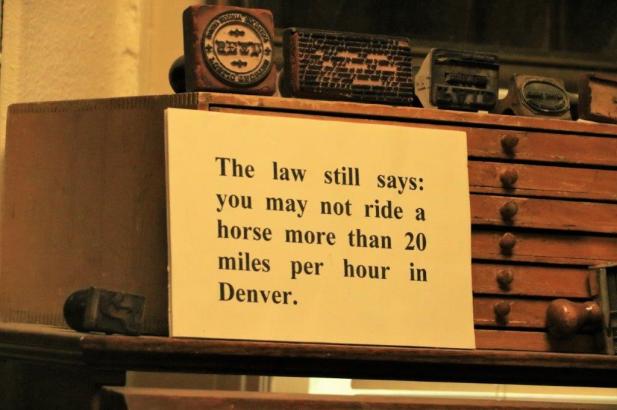 The law still says:
you may not ride a
horse more than 20
miles per hour in
Denver.